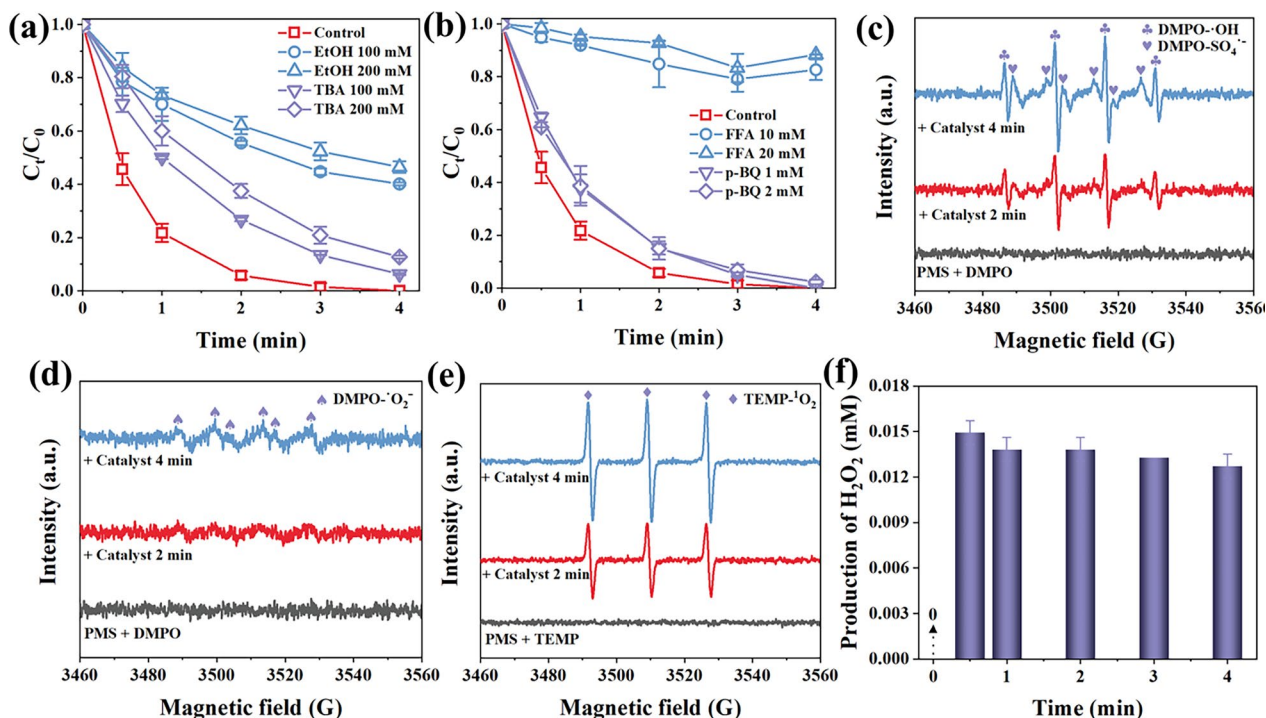 (a)
1.0
0.8
0.6
0.4
0.2
0.0
Cₜ/C₀
Control
EtOH 100 mM
EtOH 200 mM
TBA 100 mM
TBA 200 mM
0 1 2 3 4
Time (min)
(b)
1.0
0.8
0.6
0.4
0.2
0.0
Cₜ/C₀
Control
FFA 10 mM
FFA 20 mM
p-BQ 1 mM
p-BQ 2 mM
0 1 2 3 4
Time (min)
(c)
Intensity (a.u.)
♣ DMPO-·OH
♥ DMPO-SO₄˙⁻
+ Catalyst 4 min
+ Catalyst 2 min
PMS + DMPO
3460 3480 3500 3520 3540 3560
Magnetic field (G)
(d)
Intensity (a.u.)
♠ DMPO-˙O₂⁻
+ Catalyst 4 min
+ Catalyst 2 min
PMS + DMPO
3460 3480 3500 3520 3540 3560
Magnetic field (G)
(e)
Intensity (a.u.)
♦ TEMP-¹O₂
+ Catalyst 4 min
+ Catalyst 2 min
PMS + TEMP
3460 3480 3500 3520 3540 3560
Magnetic field (G)
(f)
Production of H₂O₂ (mM)
0.018
0.015
0.012
0.009
0.006
0.003
0.000
0
0 1 2 3 4
Time (min)